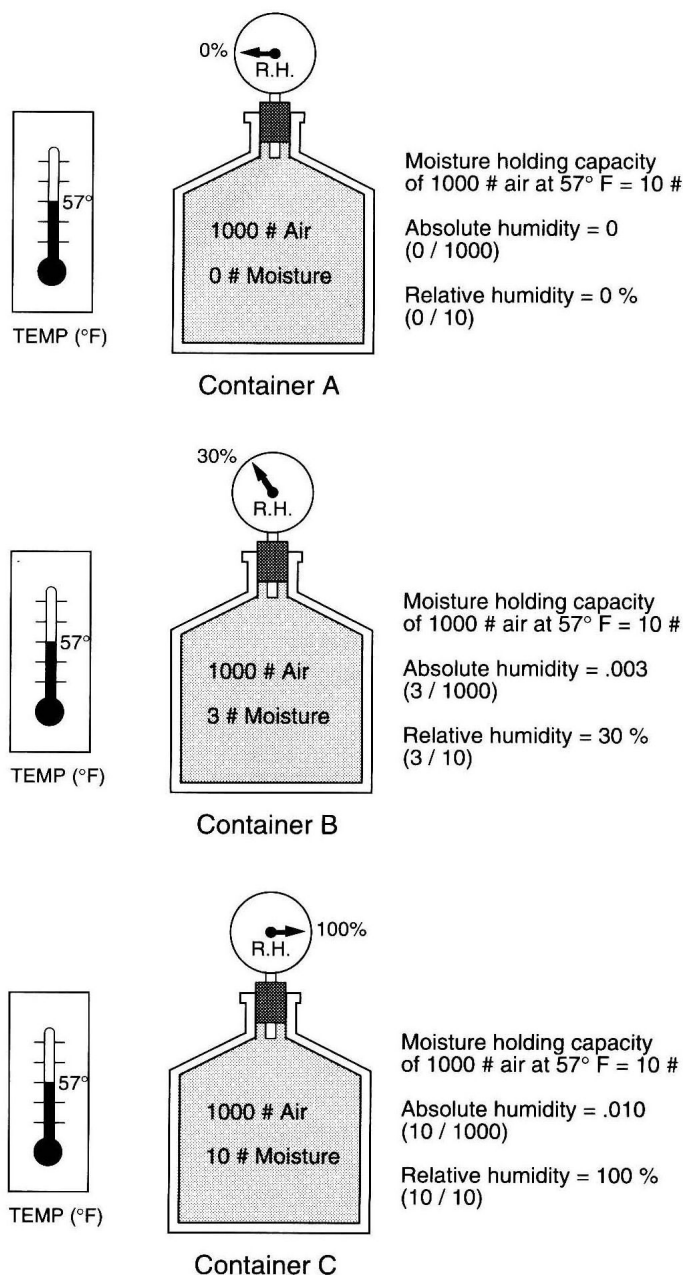 0%
R.H.
57°
TEMP (°F)
1000 # Air
0 # Moisture
Container A
Moisture holding capacity
of 1000 # air at 57° F = 10 #
Absolute humidity = 0
(0 / 1000)
Relative humidity = 0 %
(0 / 10)
30%
R.H.
57°
TEMP (°F)
1000 # Air
3 # Moisture
Container B
Moisture holding capacity
of 1000 # air at 57° F = 10 #
Absolute humidity = .003
(3 / 1000)
Relative humidity = 30 %
(3 / 10)
100%
R.H.
57°
TEMP (°F)
1000 # Air
10 # Moisture
Container C
Moisture holding capacity
of 1000 # air at 57° F = 10 #
Absolute humidity = .010
(10 / 1000)
Relative humidity = 100 %
(10 / 10)